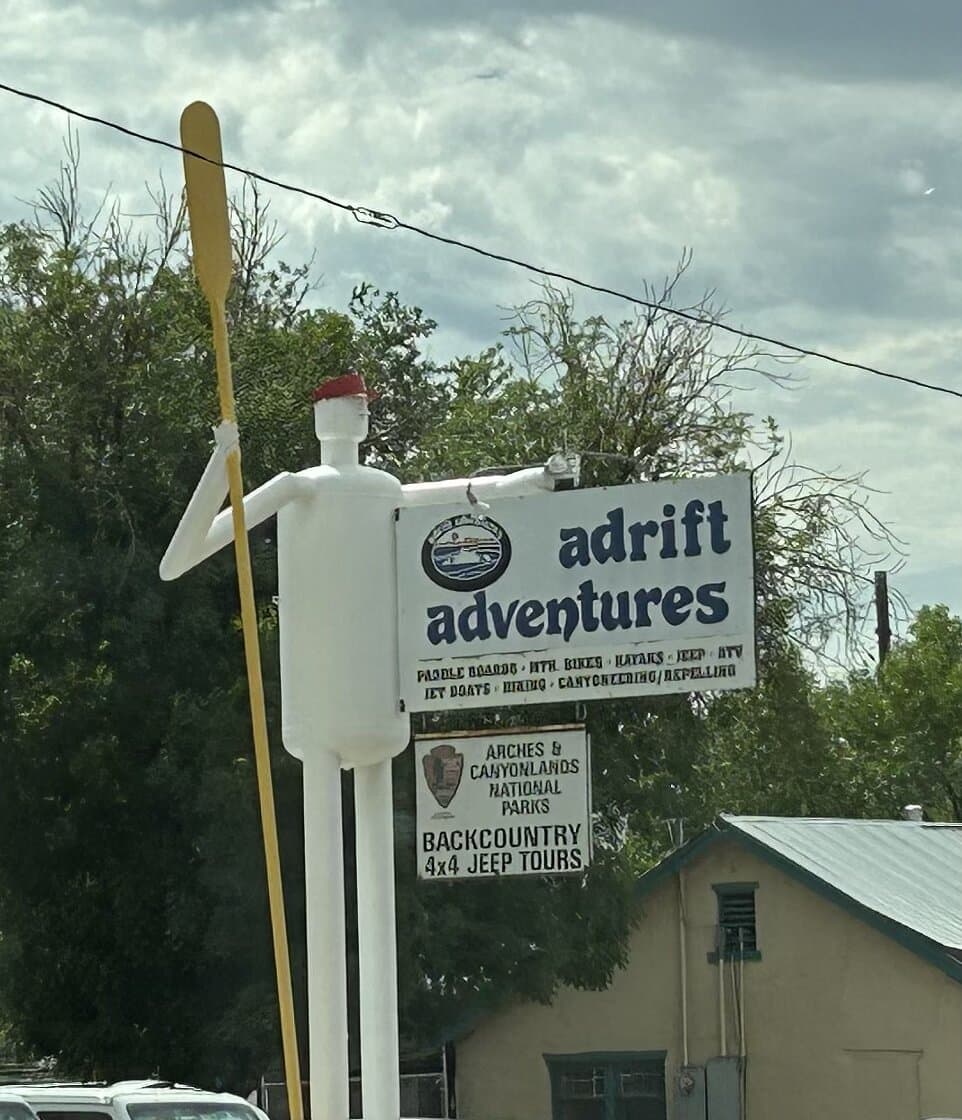 adrift
adventures
PADDLE BOARDS · MTN. BIKES · KAYAKS · JEEP · ATV
JET BOATS · HIKING · CANYONEERING/REPELLING
ARCHES &
CANYONLANDS
NATIONAL
PARKS
BACKCOUNTRY
4x4 JEEP TOURS